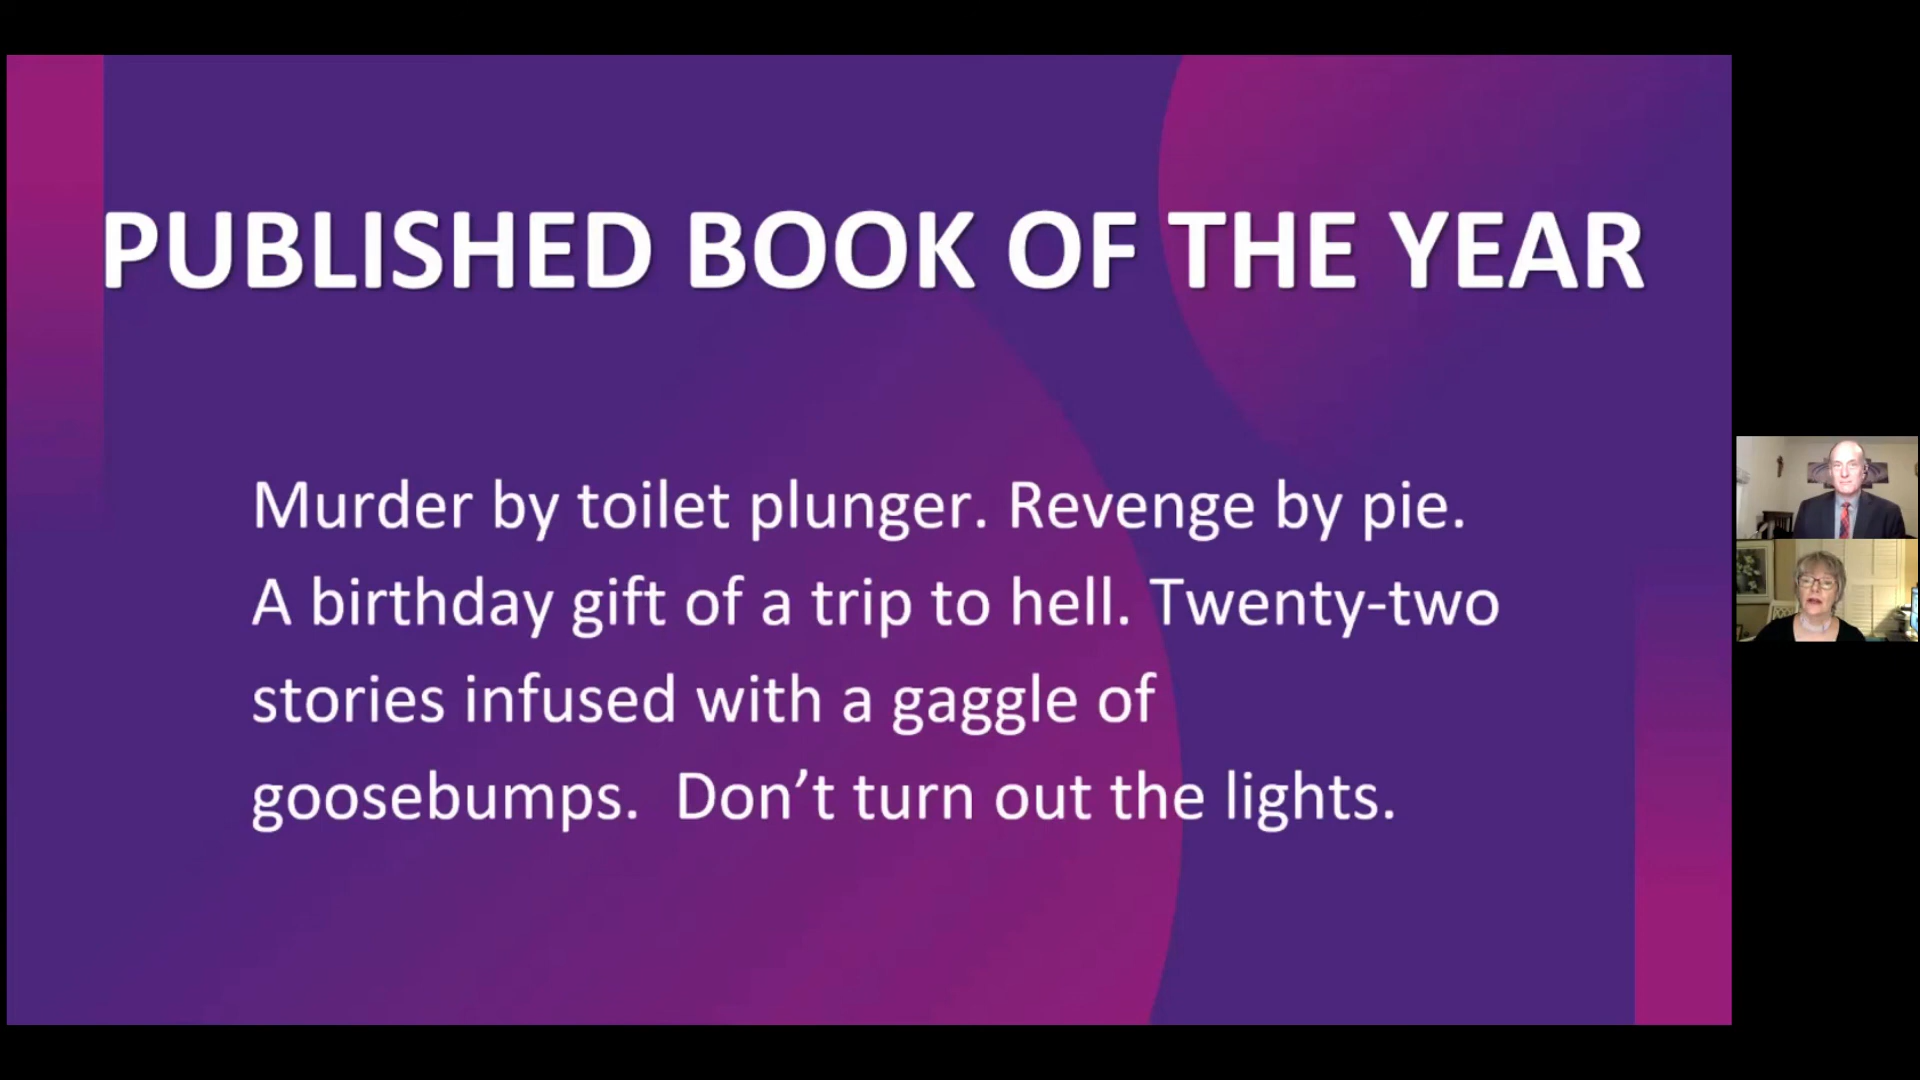 PUBLISHED BOOK OF THE YEAR
Murder by toilet plunger. Revenge by pie.
A birthday gift of a trip to hell. Twenty-two
stories infused with a gaggle of
goosebumps.  Don’t turn out the lights.